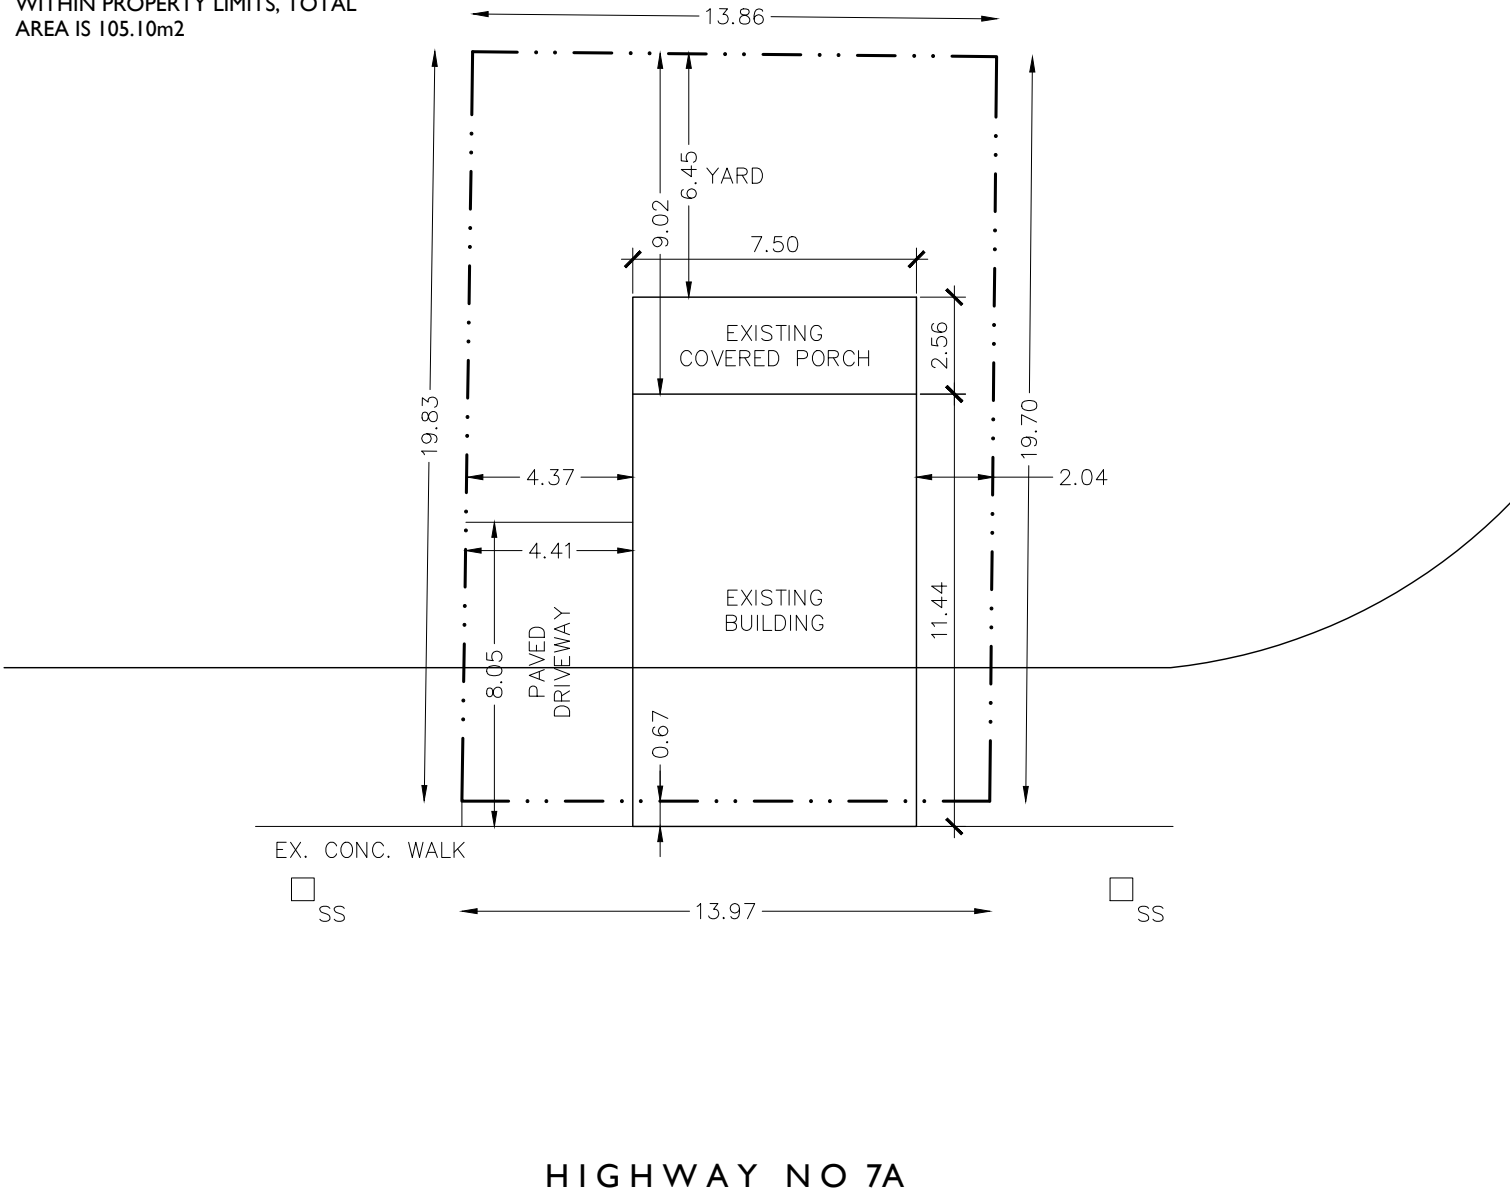 WITHIN PROPERTY LIMITS, TOTAL
AREA IS 105.10m2
13.86
6.45
YARD
9.02
7.50
EXISTING
COVERED PORCH
2.56
19.83
19.70
4.37
2.04
4.41
EXISTING
BUILDING
11.44
PAVED
DRIVEWAY
8.05
0.67
EX. CONC. WALK
SS
SS
13.97
HIGHWAY NO 7A